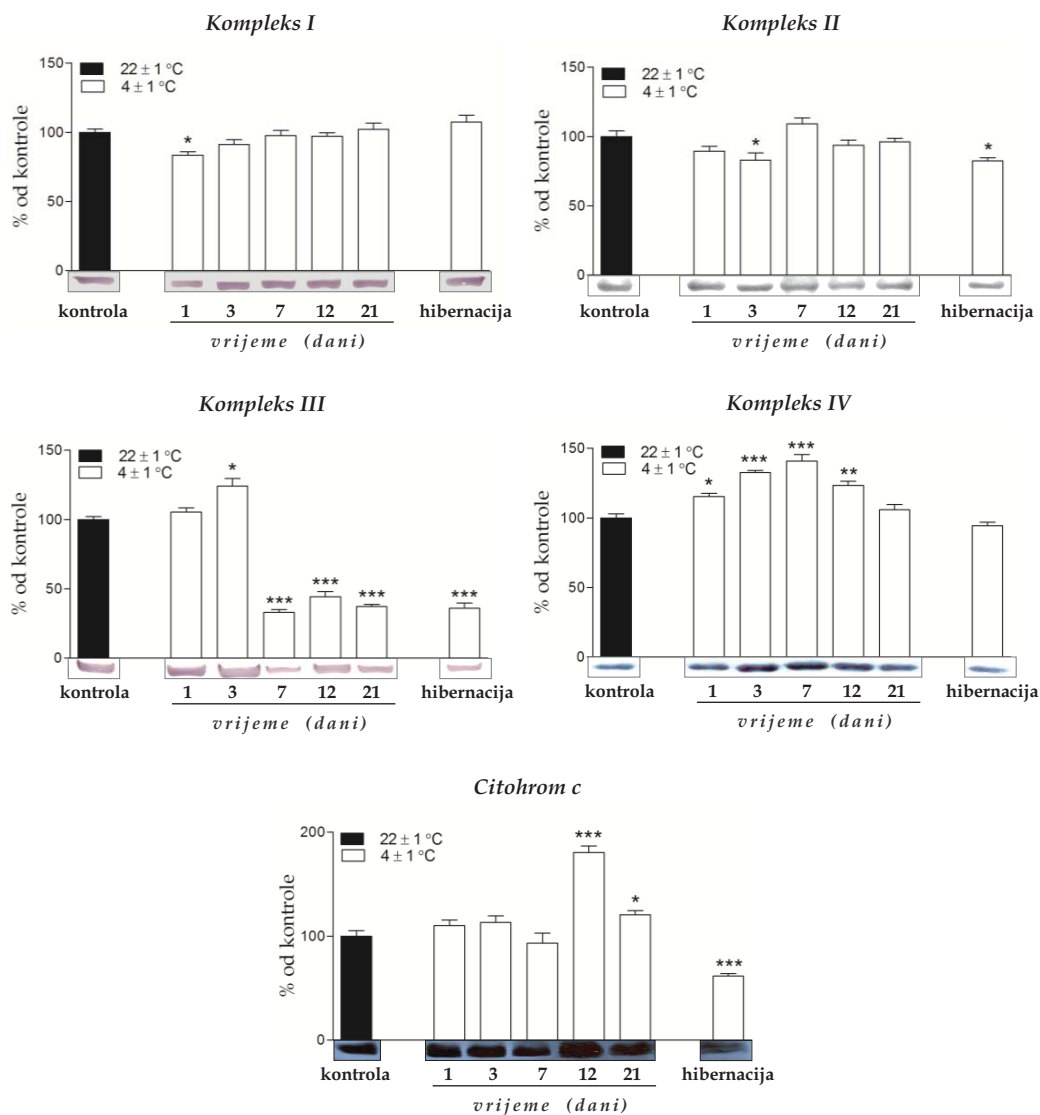 Kompleks I
Kompleks II
150
22 ± 1 °C
4 ± 1 °C
100
*
50
0
% od kontrole
kontrola 1 3 7 12 21 hibernacija
vrijeme (dani)
150
22 ± 1 °C
4 ± 1 °C
100
* *
50
0
% od kontrole
kontrola 1 3 7 12 21 hibernacija
vrijeme (dani)
Kompleks III
Kompleks IV
150
22 ± 1 °C
4 ± 1 °C
*
100
50
*** *** *** ***
0
% od kontrole
kontrola 1 3 7 12 21 hibernacija
vrijeme (dani)
150
22 ± 1 °C
4 ± 1 °C
* *** *** **
100
50
0
% od kontrole
kontrola 1 3 7 12 21 hibernacija
vrijeme (dani)
Citohrom c
200
22 ± 1 °C
4 ± 1 °C
*** * ***
100
0
% od kontrole
kontrola 1 3 7 12 21 hibernacija
vrijeme (dani)